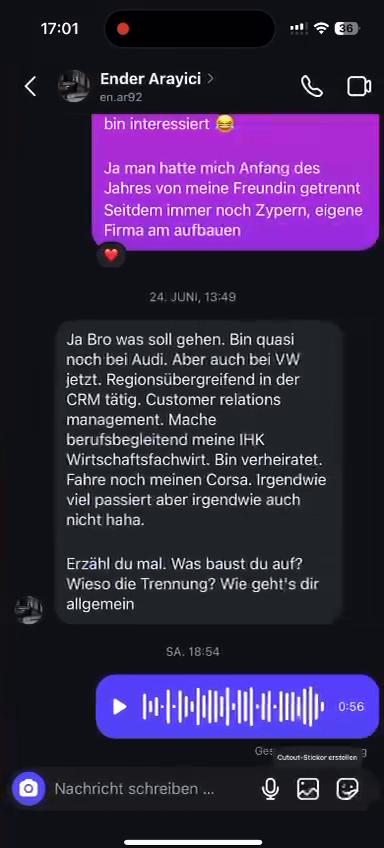 17:01
36
Ender Arayici
en.ar92
bin interessiert 😂
Ja man hatte mich Anfang des
Jahres von meine Freundin getrennt
Seitdem immer noch Zypern, eigene
Firma am aufbauen
24. JUNI, 13:49
Ja Bro was soll gehen. Bin quasi
noch bei Audi. Aber auch bei VW
jetzt. Regionsübergreifend in der
CRM tätig. Customer relations
management. Mache
berufsbegleitend meine IHK
Wirtschaftsfachwirt. Bin verheiratet.
Fahre noch meinen Corsa. Irgendwie
viel passiert aber irgendwie auch
nicht haha.
Erzähl du mal. Was baust du auf?
Wieso die Trennung? Wie geht's dir
allgemein
SA. 18:54
0:56
Cutout-Sticker erstellen
Nachricht schreiben ...